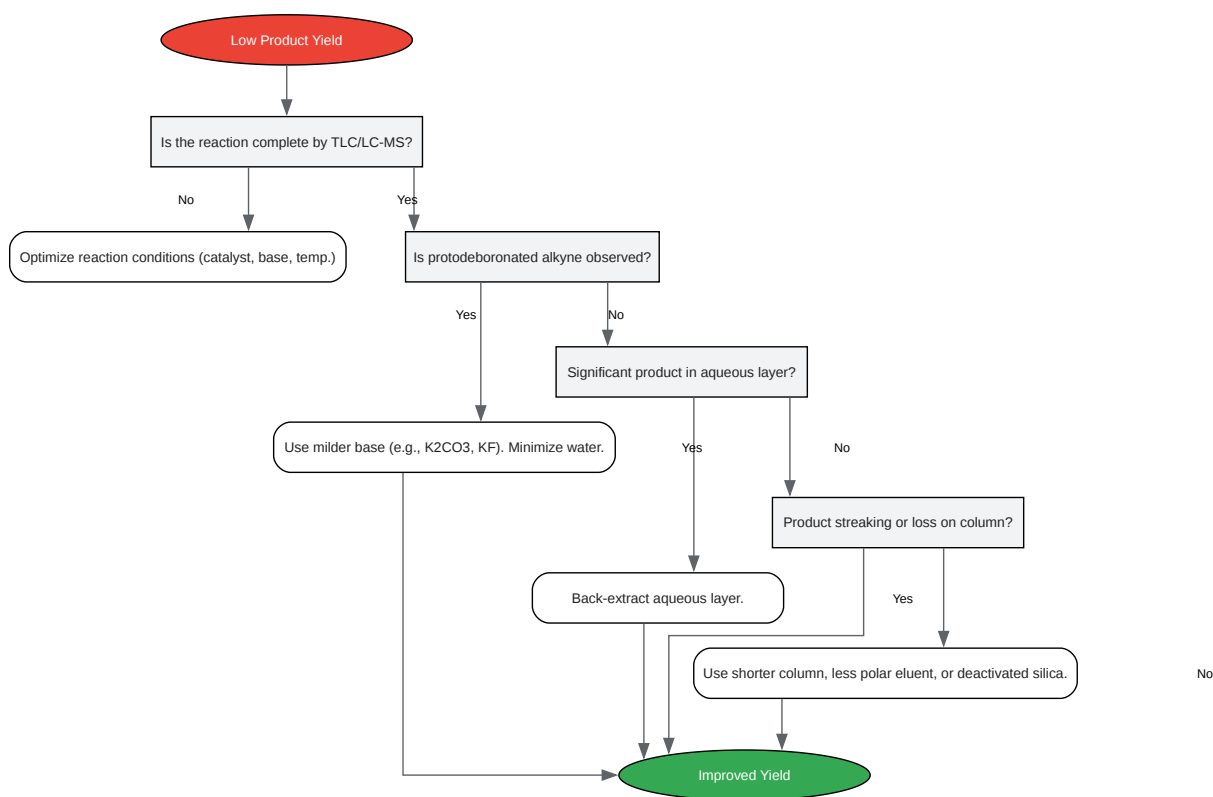 Low Product Yield
Is the reaction complete by TLC/LC-MS?
No
Yes
Optimize reaction conditions (catalyst, base, temp.)
Is protodeboronated alkyne observed?
Yes
No
Significant product in aqueous layer?
Use milder base (e.g., K2CO3, KF). Minimize water.
Yes
No
Product streaking or loss on column?
Back-extract aqueous layer.
Yes
Use shorter column, less polar eluent, or deactivated silica.
No
Improved Yield